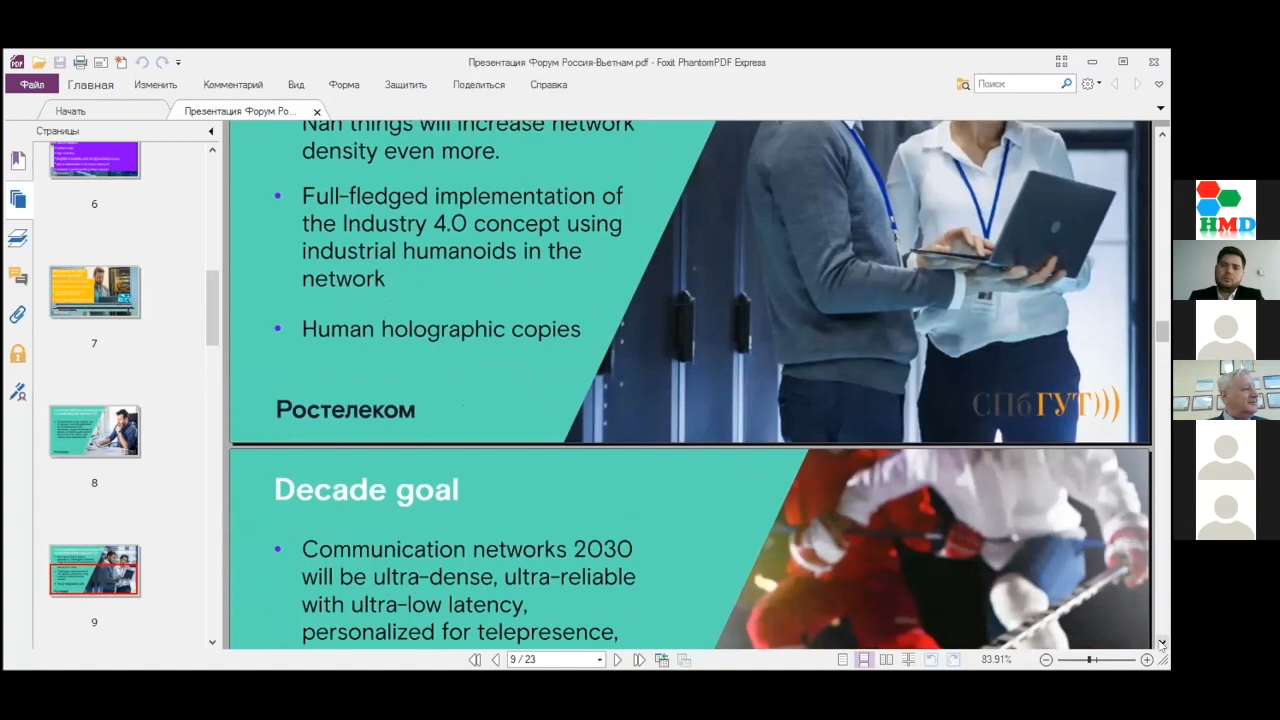 Презентация Форум Россия-Вьетнам.pdf - Foxit PhantomPDF Express
Файл
Главная
Изменить
Комментарий
Вид
Форма
Защитить
Поделиться
Справка
Поиск
Начать
Презентация Форум Ро...
Страницы
6
7
8
9
Nan things will increase network
density even more.
• Full-fledged implementation of
the Industry 4.0 concept using
industrial humanoids in the
network
• Human holographic copies
Ростелеком
СПбГУТ)))
Decade goal
• Communication networks 2030
will be ultra-dense, ultra-reliable
with ultra-low latency,
personalized for telepresence,
HMD
9 / 23
83.91%